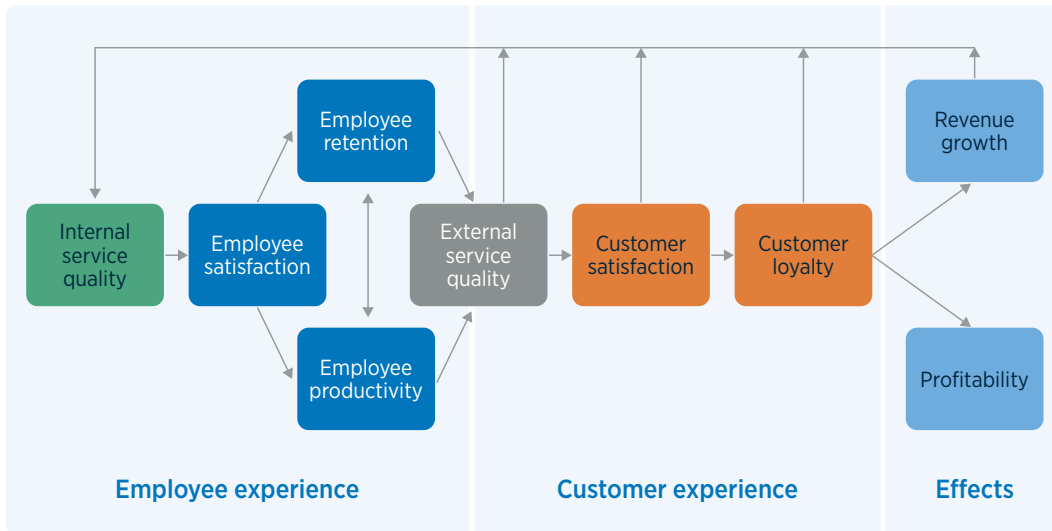 Employee
retention
Revenue
growth
Internal
service
quality
Employee
satisfaction
External
service
quality
Customer
satisfaction
Customer
loyalty
Employee
productivity
Profitability
Employee experience
Customer experience
Effects